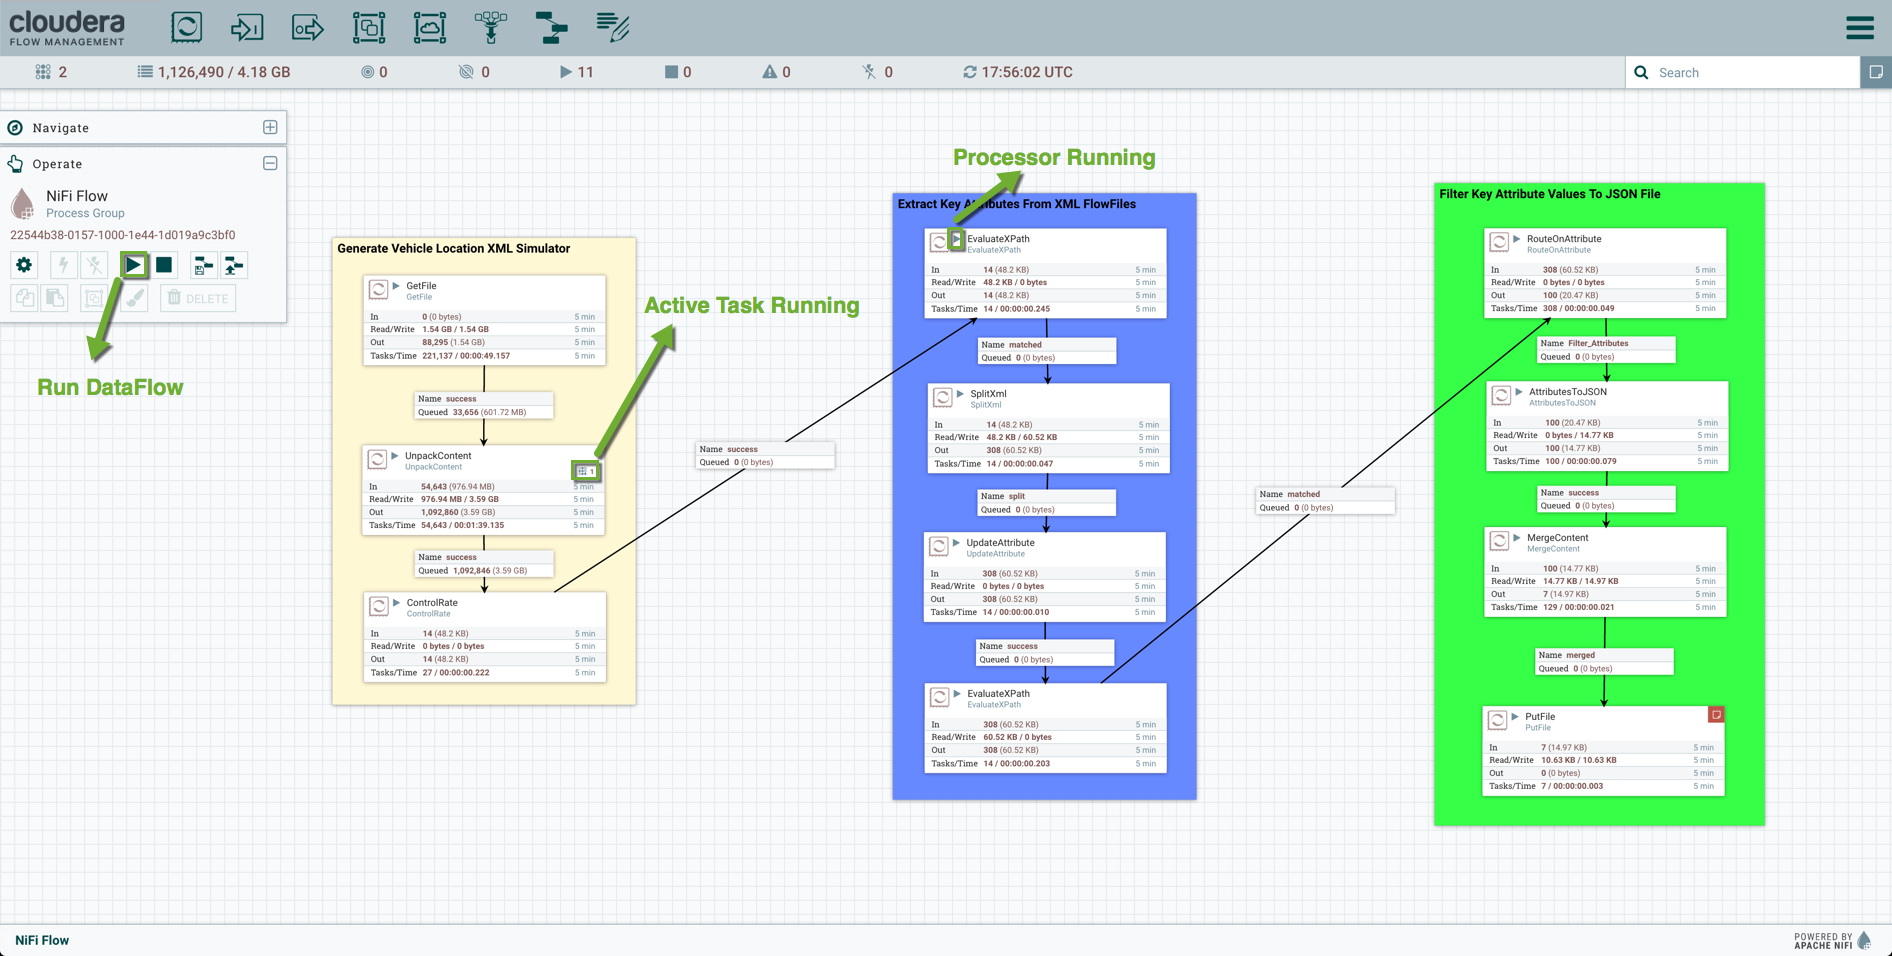 cloudera
FLOW MANAGEMENT
2
1,126,490 / 4.18 GB
0
0
11
0
0
0
17:56:02 UTC
Search
Navigate
Operate
NiFi Flow
Process Group
22544b38-0157-1000-1e44-1d019a9c3bf0
DELETE
Run DataFlow
Active Task Running
Processor Running
Generate Vehicle Location XML Simulator
GetFile
GetFile
In 0 (0 bytes) 5 min
Read/Write 1.54 GB / 1.54 GB 5 min
Out 88,295 (1.54 GB) 5 min
Tasks/Time 221,137 / 00:00:49.157 5 min
Name success
Queued 33,656 (601.72 MB)
UnpackContent
UnpackContent
1
In 54,643 (976.94 MB) 5 min
Read/Write 976.94 MB / 3.59 GB 5 min
Out 1,092,860 (3.59 GB) 5 min
Tasks/Time 54,643 / 00:01:39.135 5 min
Name success
Queued 1,092,846 (3.59 GB)
ControlRate
ControlRate
In 14 (48.2 KB) 5 min
Read/Write 0 bytes / 0 bytes 5 min
Out 14 (48.2 KB) 5 min
Tasks/Time 27 / 00:00:00.222 5 min
Name success
Queued 0 (0 bytes)
Extract Key Attributes From XML FlowFiles
EvaluateXPath
EvaluateXPath
In 14 (48.2 KB) 5 min
Read/Write 48.2 KB / 0 bytes 5 min
Out 14 (48.2 KB) 5 min
Tasks/Time 14 / 00:00:00.245 5 min
Name matched
Queued 0 (0 bytes)
SplitXml
SplitXml
In 14 (48.2 KB) 5 min
Read/Write 48.2 KB / 60.52 KB 5 min
Out 308 (60.52 KB) 5 min
Tasks/Time 14 / 00:00:00.047 5 min
Name split
Queued 0 (0 bytes)
UpdateAttribute
UpdateAttribute
In 308 (60.52 KB) 5 min
Read/Write 0 bytes / 0 bytes 5 min
Out 308 (60.52 KB) 5 min
Tasks/Time 14 / 00:00:00.010 5 min
Name success
Queued 0 (0 bytes)
EvaluateXPath
EvaluateXPath
In 308 (60.52 KB) 5 min
Read/Write 60.52 KB / 0 bytes 5 min
Out 308 (60.52 KB) 5 min
Tasks/Time 14 / 00:00:00.203 5 min
Name matched
Queued 0 (0 bytes)
Filter Key Attribute Values To JSON File
RouteOnAttribute
RouteOnAttribute
In 308 (60.52 KB) 5 min
Read/Write 0 bytes / 0 bytes 5 min
Out 100 (20.47 KB) 5 min
Tasks/Time 308 / 00:00:00.049 5 min
Name Filter_Attributes
Queued 0 (0 bytes)
AttributesToJSON
AttributesToJSON
In 100 (20.47 KB) 5 min
Read/Write 0 bytes / 14.77 KB 5 min
Out 100 (14.77 KB) 5 min
Tasks/Time 100 / 00:00:00.079 5 min
Name success
Queued 0 (0 bytes)
MergeContent
MergeContent
In 100 (14.77 KB) 5 min
Read/Write 14.77 KB / 14.97 KB 5 min
Out 7 (14.97 KB) 5 min
Tasks/Time 129 / 00:00:00.021 5 min
Name merged
Queued 0 (0 bytes)
PutFile
PutFile
In 7 (14.97 KB) 5 min
Read/Write 10.63 KB / 10.63 KB 5 min
Out 0 (0 bytes) 5 min
Tasks/Time 7 / 00:00:00.003 5 min
NiFi Flow
POWERED BY
APACHE NIFI